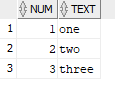 NUM TEXT
1 1 one
2 2 two
3 3 three